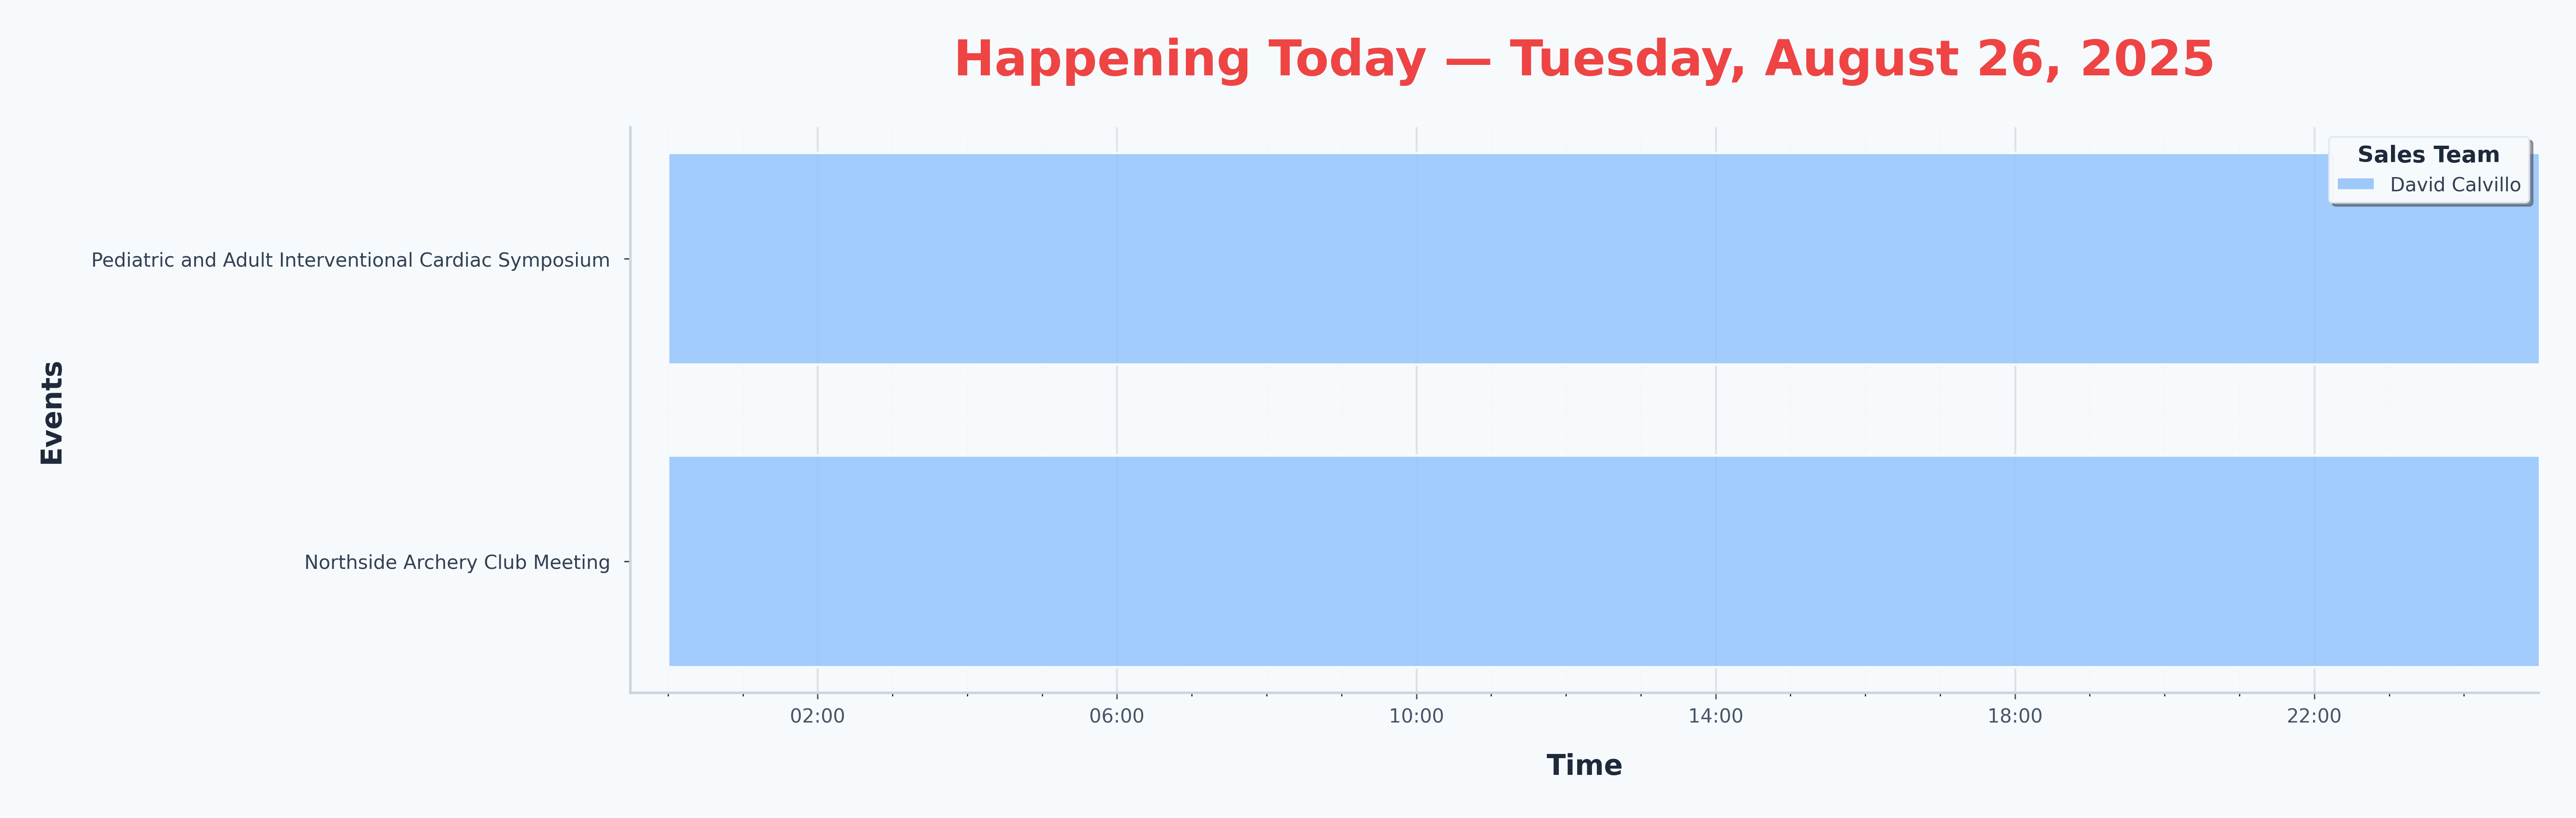 Happening Today — Tuesday, August 26, 2025
Sales Team
David Calvillo
Pediatric and Adult Interventional Cardiac Symposium
Events
Northside Archery Club Meeting
02:00 06:00 10:00 14:00 18:00 22:00
Time